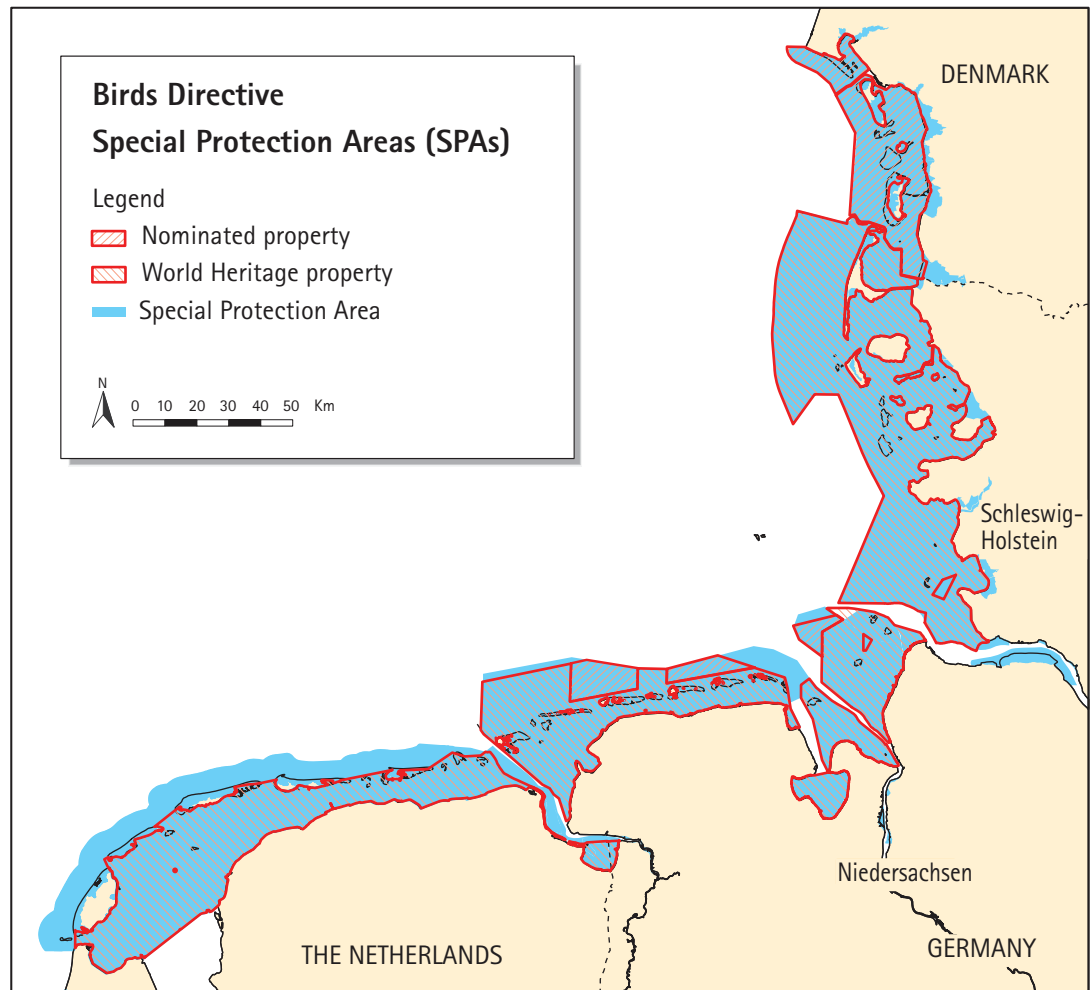 Birds Directive
Special Protection Areas (SPAs)
Legend
Nominated property
World Heritage property
Special Protection Area
N
0 10 20 30 40 50 Km
DENMARK
Schleswig-
Holstein
Niedersachsen
THE NETHERLANDS
GERMANY